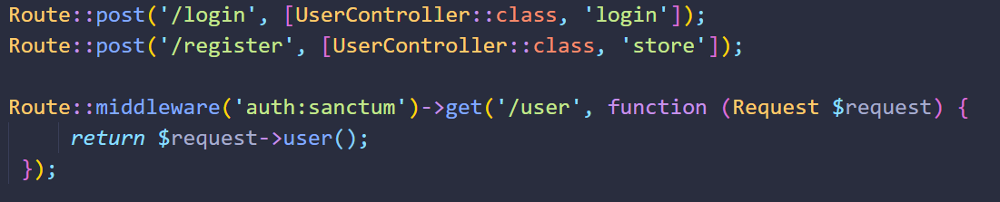 Route::post('/login', [UserController::class, 'login']);
Route::post('/register', [UserController::class, 'store']);
Route::middleware('auth:sanctum')->get('/user', function (Request $request) {
return $request->user();
});